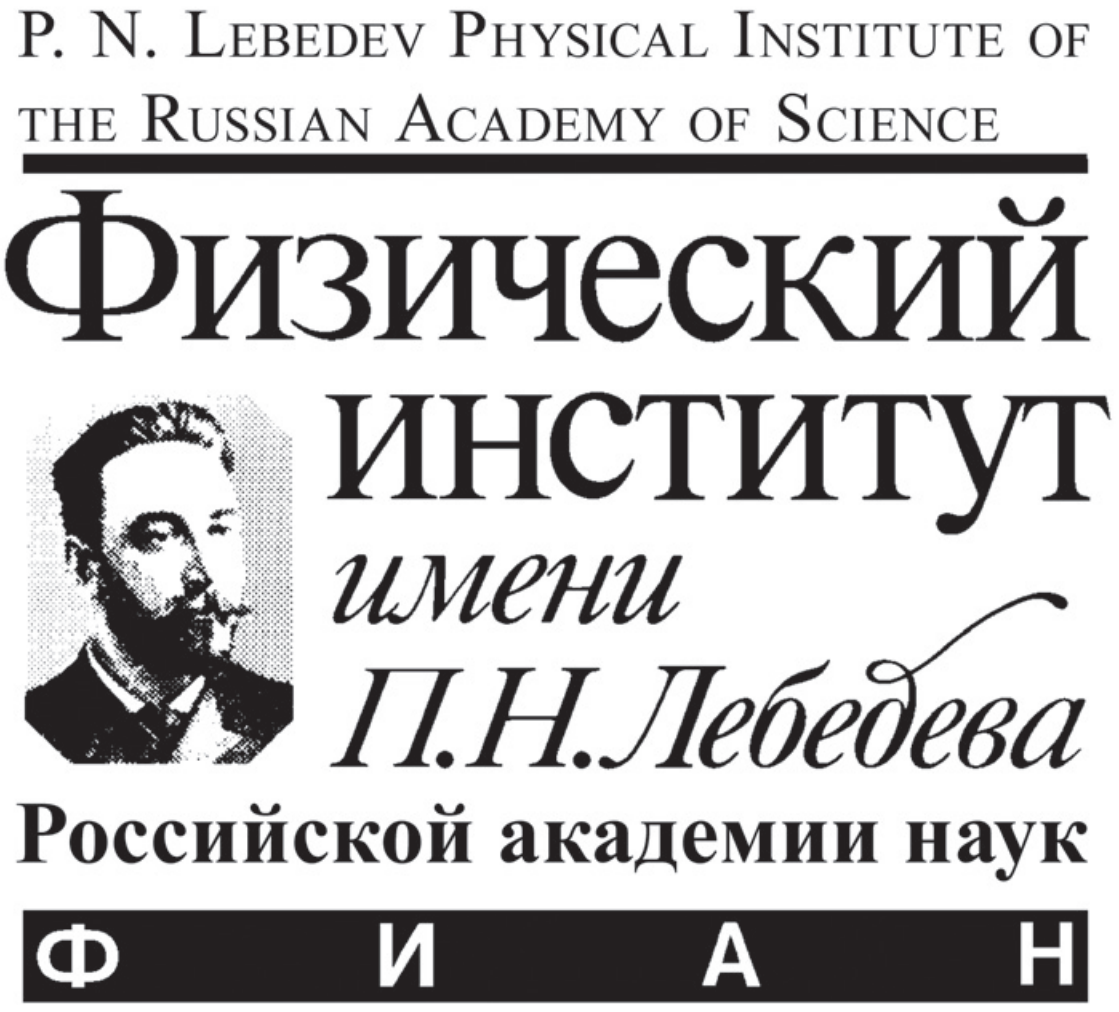 P. N. LEBEDEV PHYSICAL INSTITUTE OF
THE RUSSIAN ACADEMY OF SCIENCE
Физический
институт
имени
П.Н.Лебедева
Российской академии наук
Ф И А Н